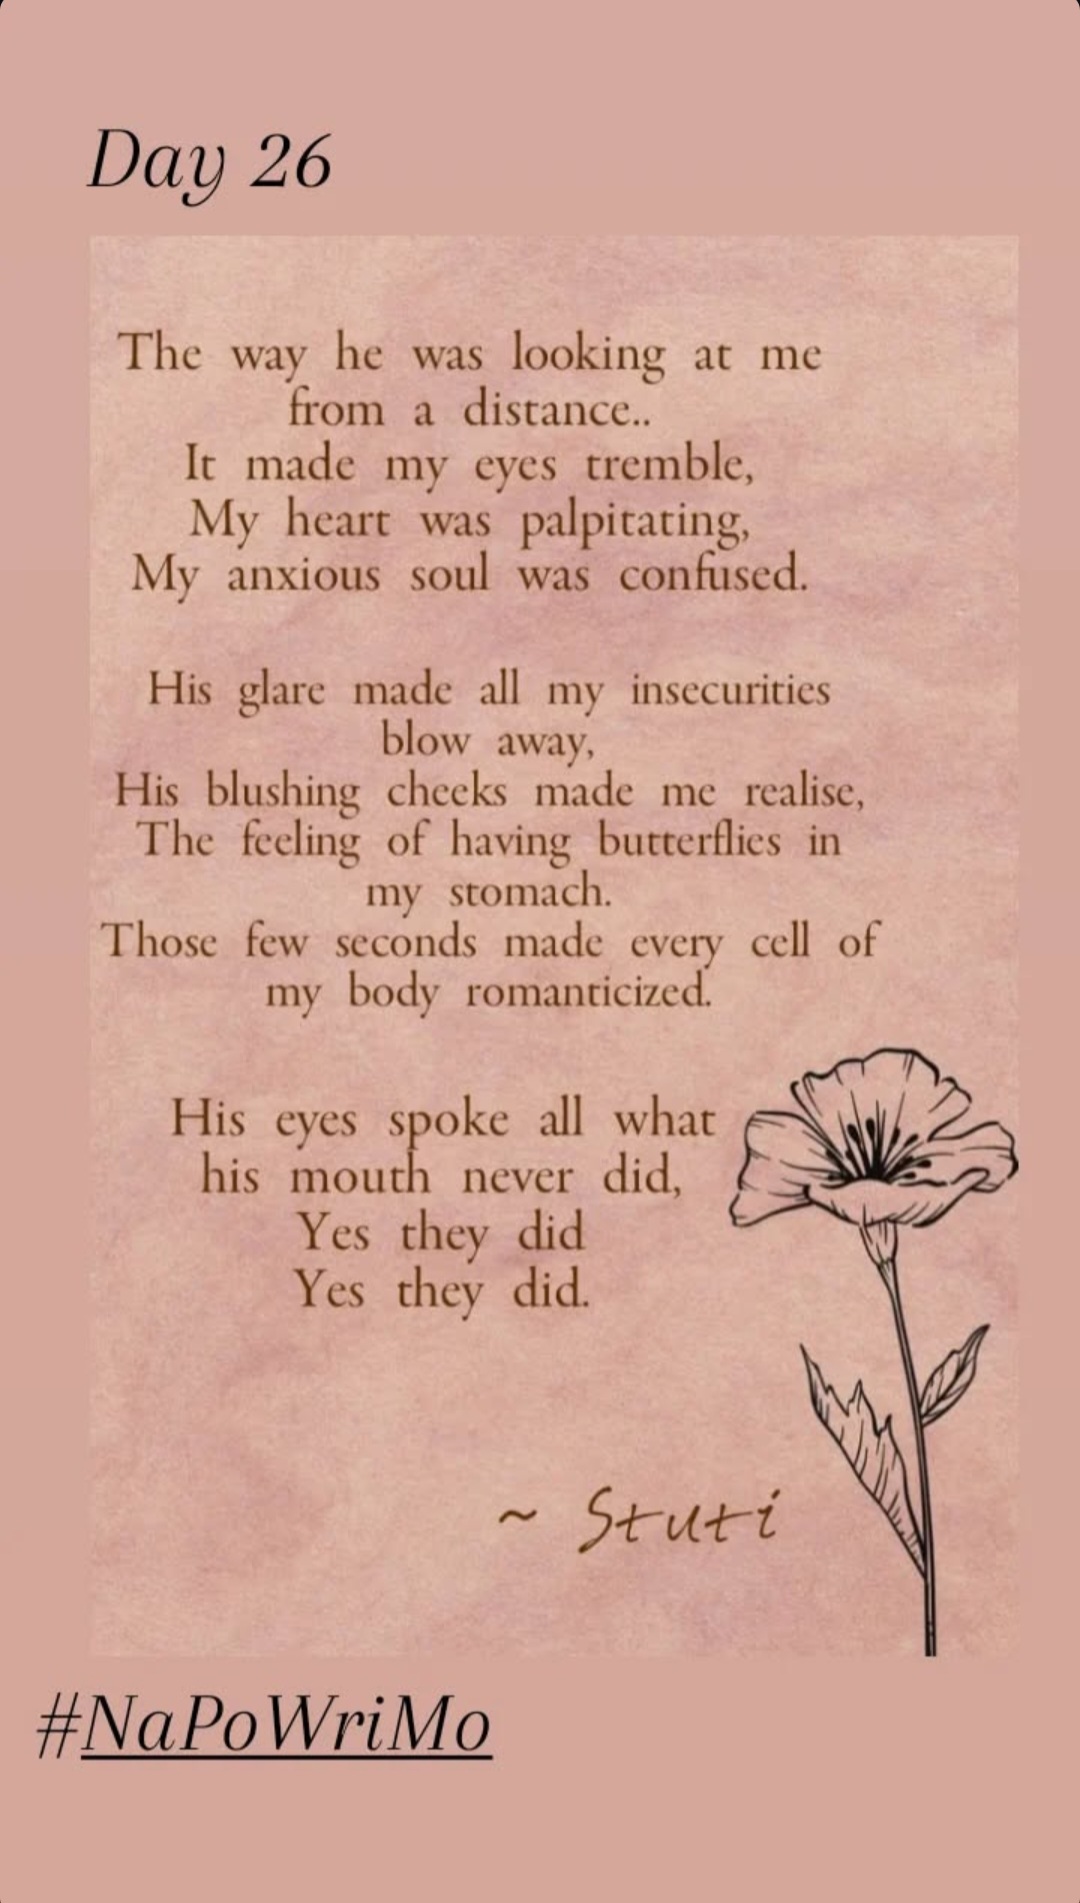 Day 26
The way he was looking at me
from a distance..
It made my eyes tremble,
My heart was palpitating,
My anxious soul was confused.
His glare made all my insecurities
blow away,
His blushing cheeks made me realise,
The feeling of having butterflies in
my stomach.
Those few seconds made every cell of
my body romanticized.
His eyes spoke all what
his mouth never did,
Yes they did
Yes they did.
~ Stuti
#NaPoWriMo